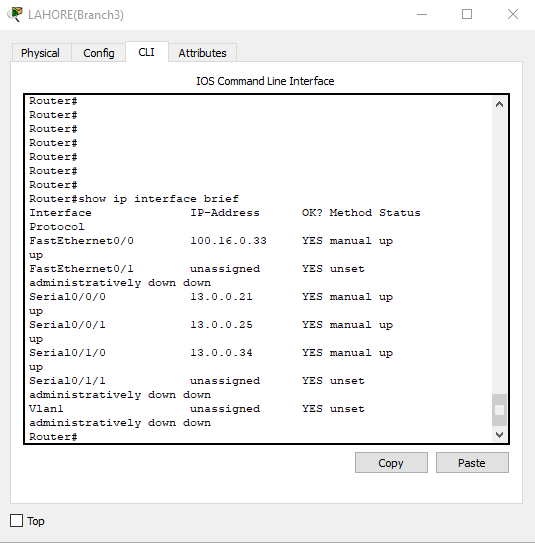 LAHORE(Branch3)
Physical Config CLI Attributes
IOS Command Line Interface
Router#
Router#
Router#
Router#
Router#
Router#
Router#
Router#show ip interface brief
Interface IP-Address OK? Method Status
Protocol
FastEthernet0/0 100.16.0.33 YES manual up
up
FastEthernet0/1 unassigned YES unset
administratively down down
Serial0/0/0 13.0.0.21 YES manual up
up
Serial0/0/1 13.0.0.25 YES manual up
up
Serial0/1/0 13.0.0.34 YES manual up
up
Serial0/1/1 unassigned YES unset
administratively down down
Vlan1 unassigned YES unset
administratively down down
Router#
Copy Paste
Top